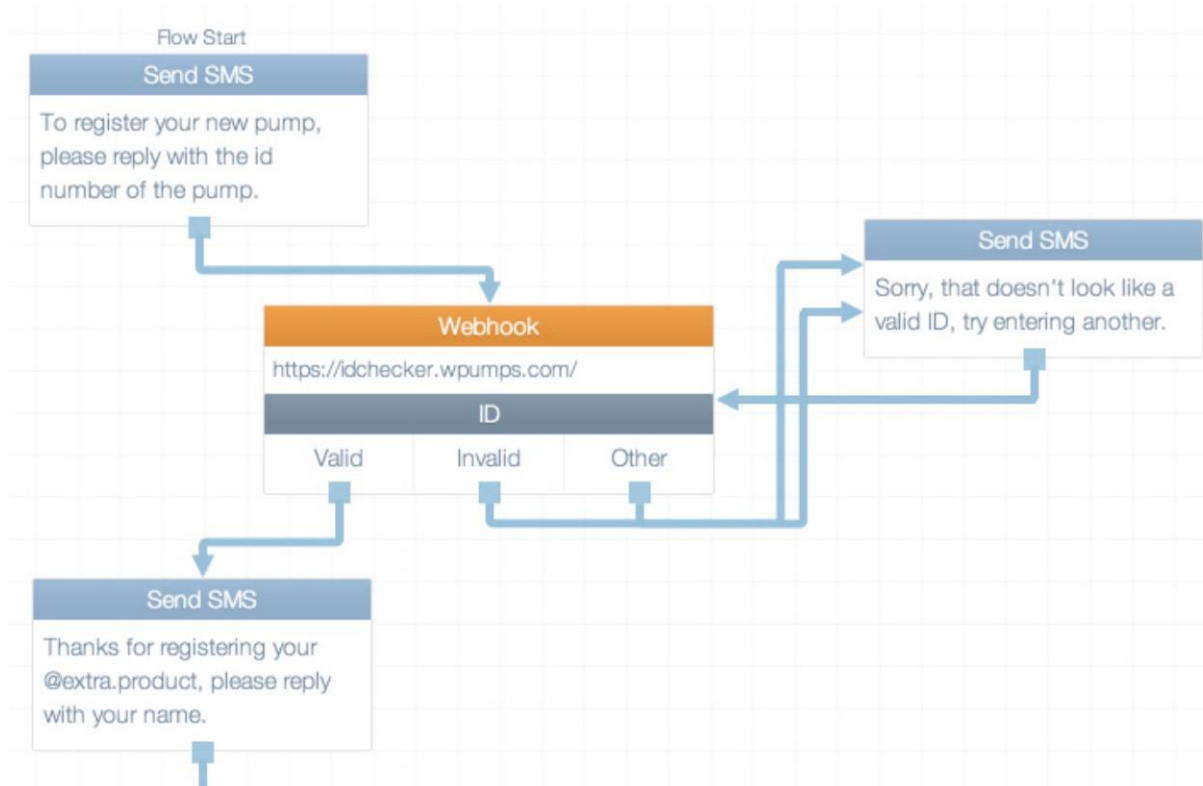 Flow Start
Send SMS
To register your new pump,
please reply with the id
number of the pump.
Send SMS
Sorry, that doesn't look like a
valid ID, try entering another.
Webhook
https://idchecker.wpumps.com/
ID
Valid Invalid Other
Send SMS
Thanks for registering your
@extra.product, please reply
with your name.